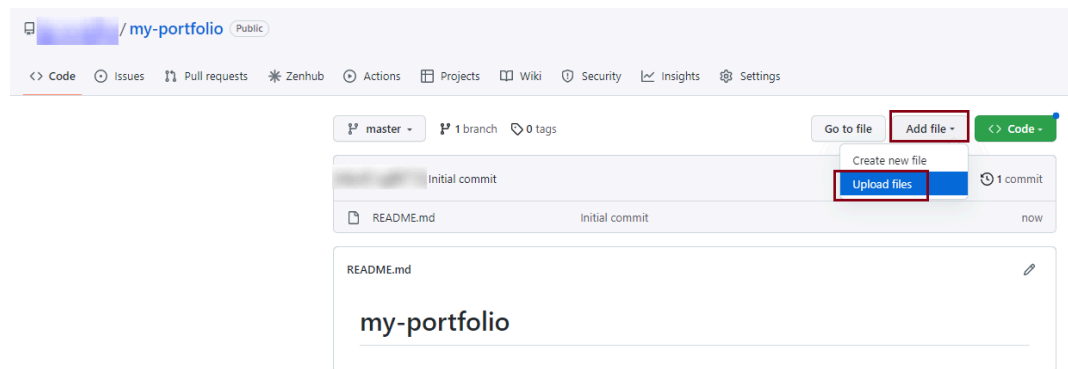 / my-portfolio Public
Code Issues Pull requests Zenhub Actions Projects Wiki Security Insights Settings
master 1 branch 0 tags Go to file Add file Code
Create new file
Initial commit 1 commit
Upload files
README.md Initial commit now
README.md
my-portfolio